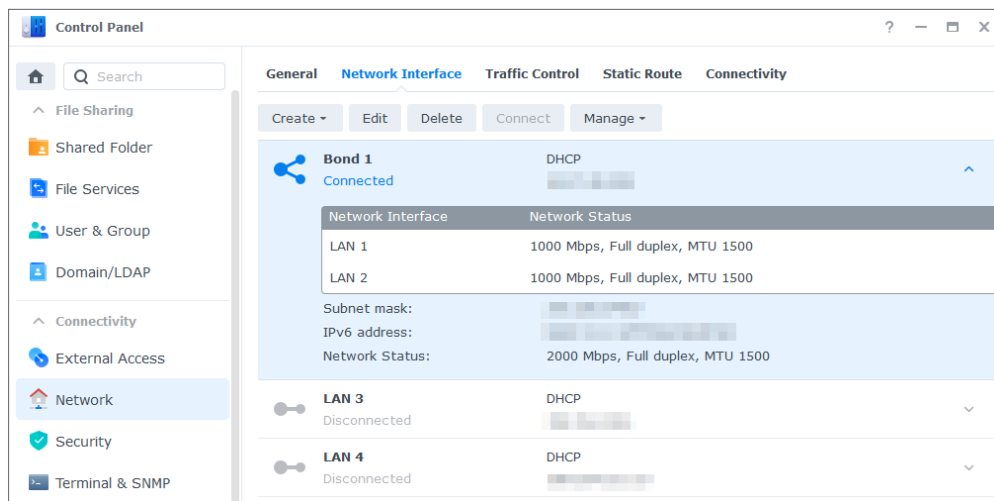 Control Panel
?
Search
General Network Interface Traffic Control Static Route Connectivity
File Sharing
Shared Folder
File Services
User & Group
Domain/LDAP
Connectivity
External Access
Network
Security
Terminal & SNMP
Create Edit Delete Connect Manage
Bond 1 DHCP
Connected
Network Interface Network Status
LAN 1 1000 Mbps, Full duplex, MTU 1500
LAN 2 1000 Mbps, Full duplex, MTU 1500
Subnet mask:
IPv6 address:
Network Status: 2000 Mbps, Full duplex, MTU 1500
LAN 3 DHCP
Disconnected
LAN 4 DHCP
Disconnected